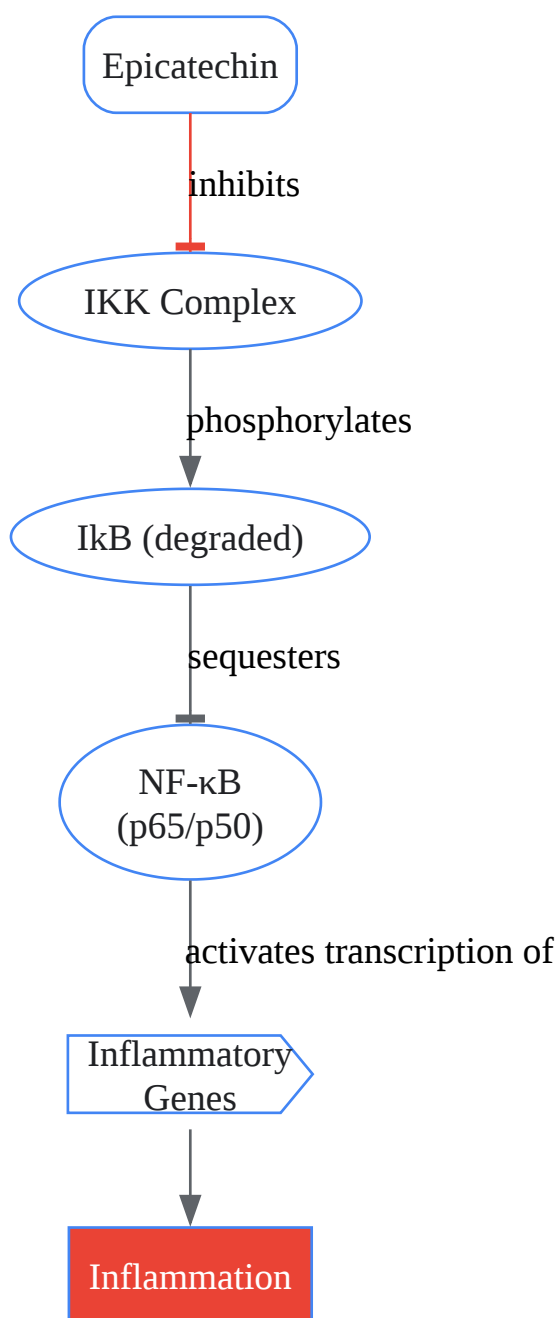 Epicatechin
inhibits
IKK Complex
phosphorylates
IkB (degraded)
sequesters
NF-κB
(p65/p50)
activates transcription of
Inflammatory
Genes
Inflammation